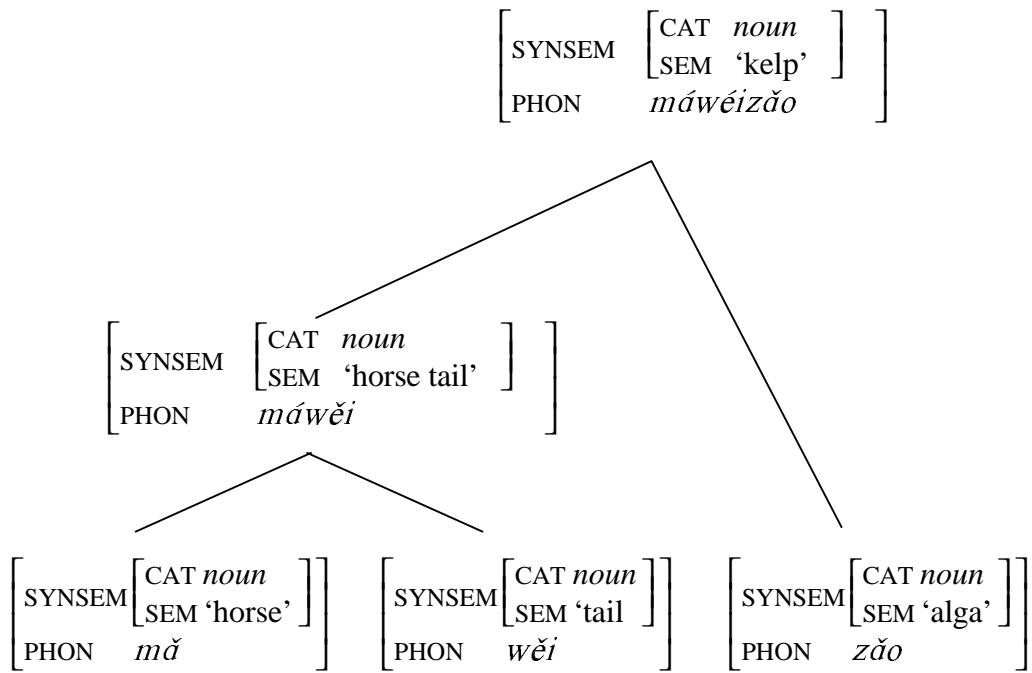 SYNSEM CAT noun
SEM ‘kelp’
PHON máwéizǎo
SYNSEM CAT noun
SEM ‘horse tail’
PHON máwěi
SYNSEM CAT noun
SEM ‘horse’
PHON mǎ
SYNSEM CAT noun
SEM ‘tail
PHON wěi
SYNSEM CAT noun
SEM ‘alga’
PHON zǎo